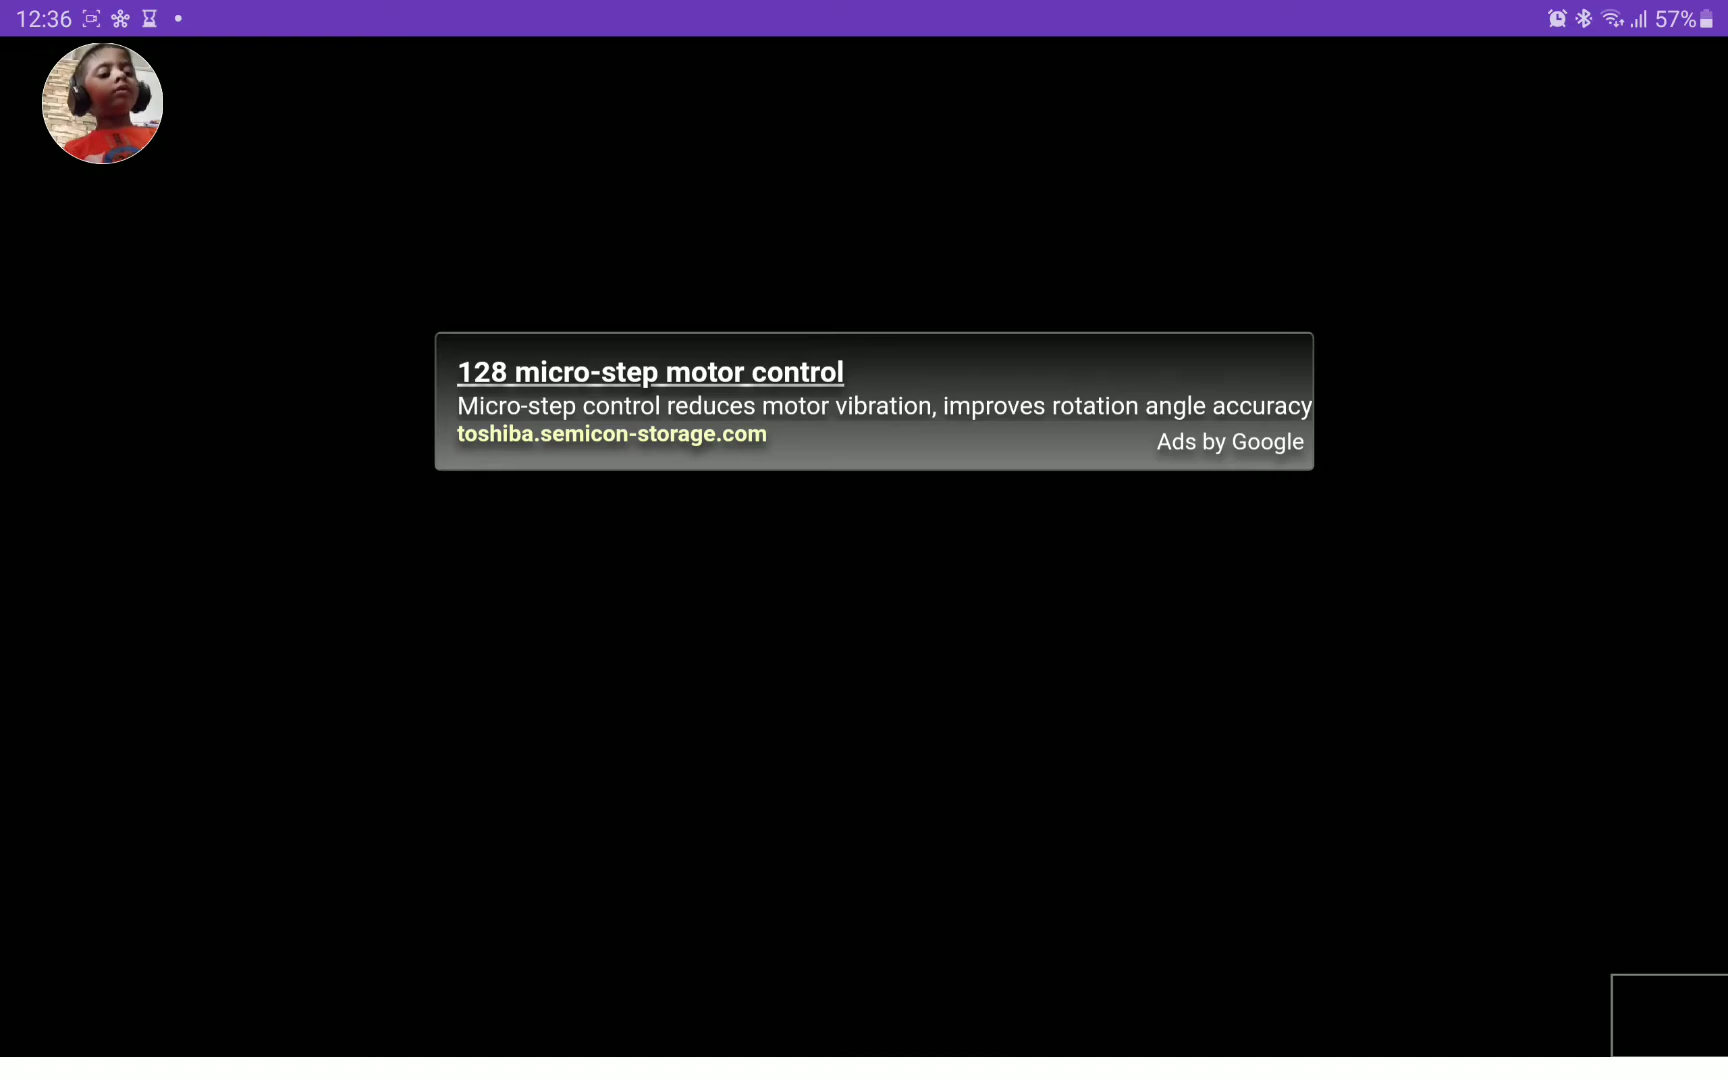 12:36
57%
128 micro-step motor control
Micro-step control reduces motor vibration, improves rotation angle accuracy
toshiba.semicon-storage.com
Ads by Google